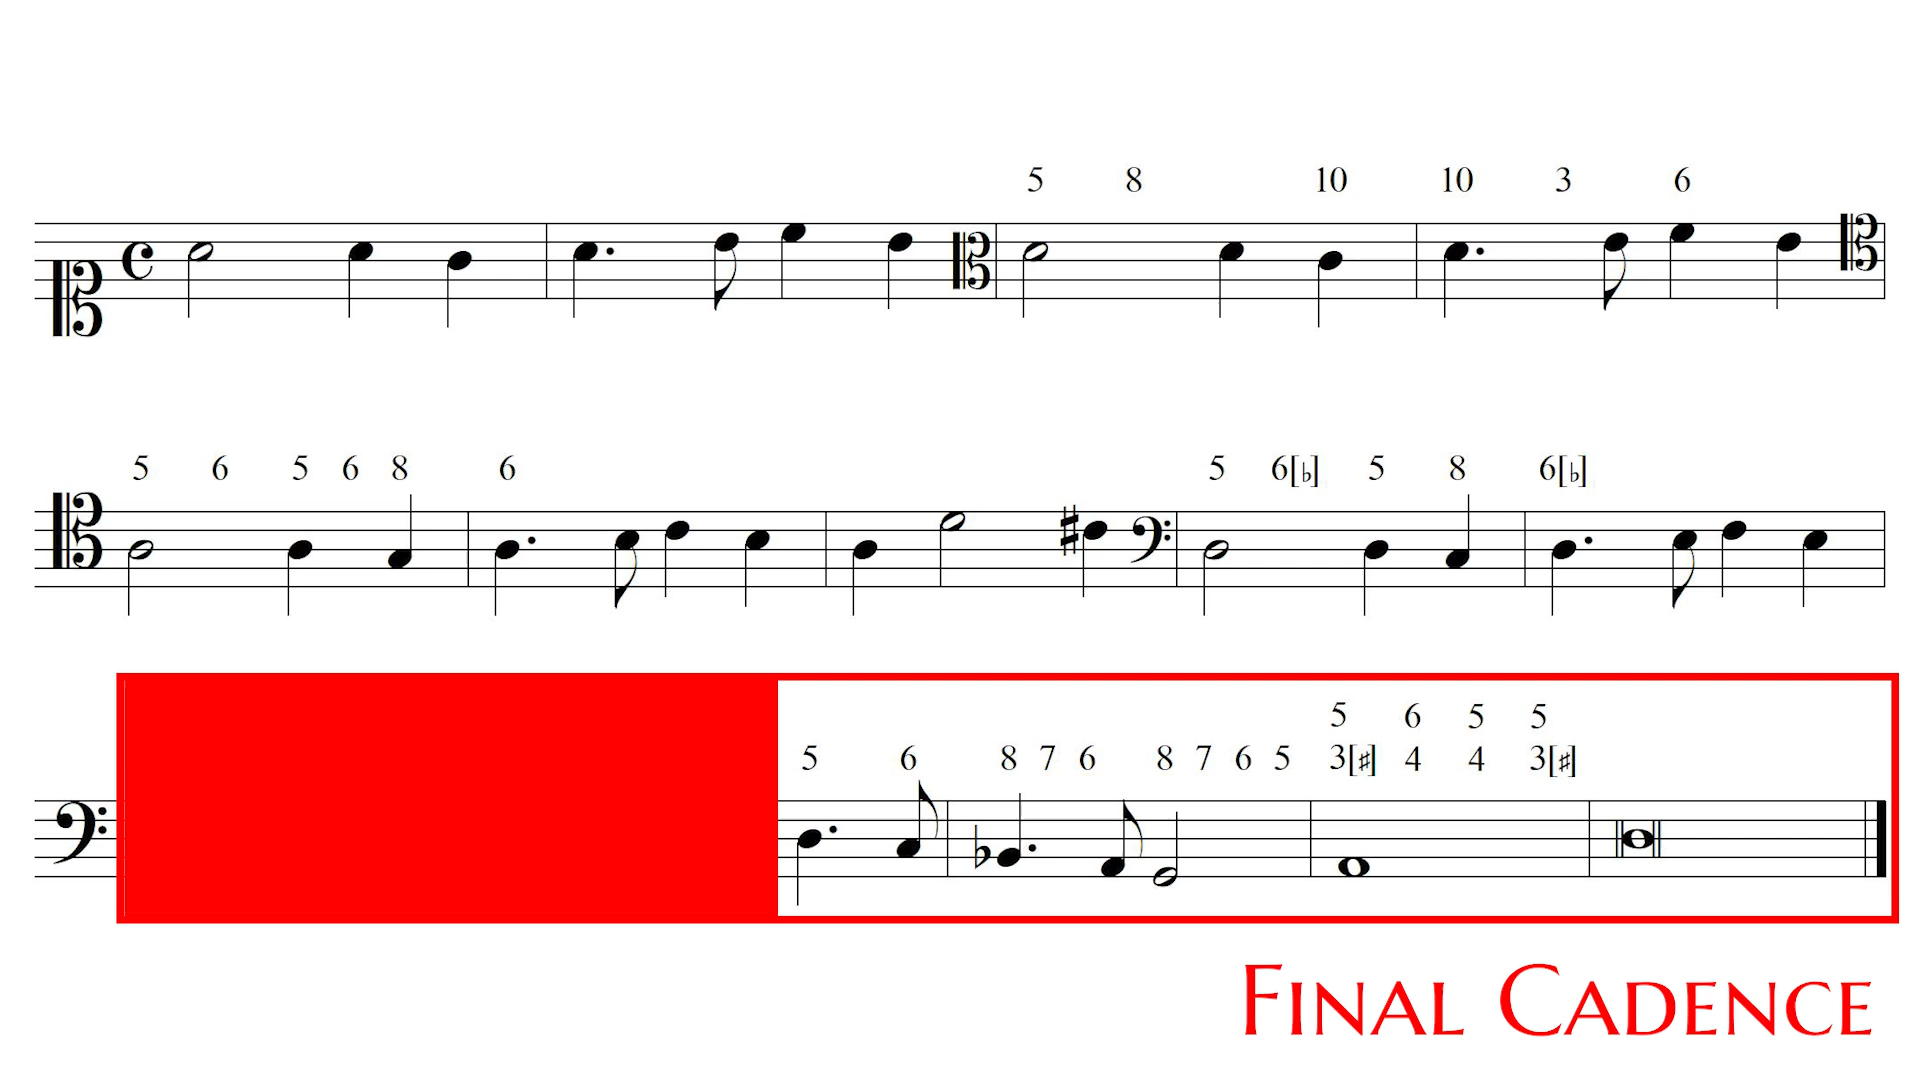 5 8 10 10 3 6
5 6 5 6 8 6 5 6[♭] 5 8 6[♭]
5 6 5 5
5 6 8 7 6 8 7 6 5 3[♯] 4 4 3[♯]
Final Cadence